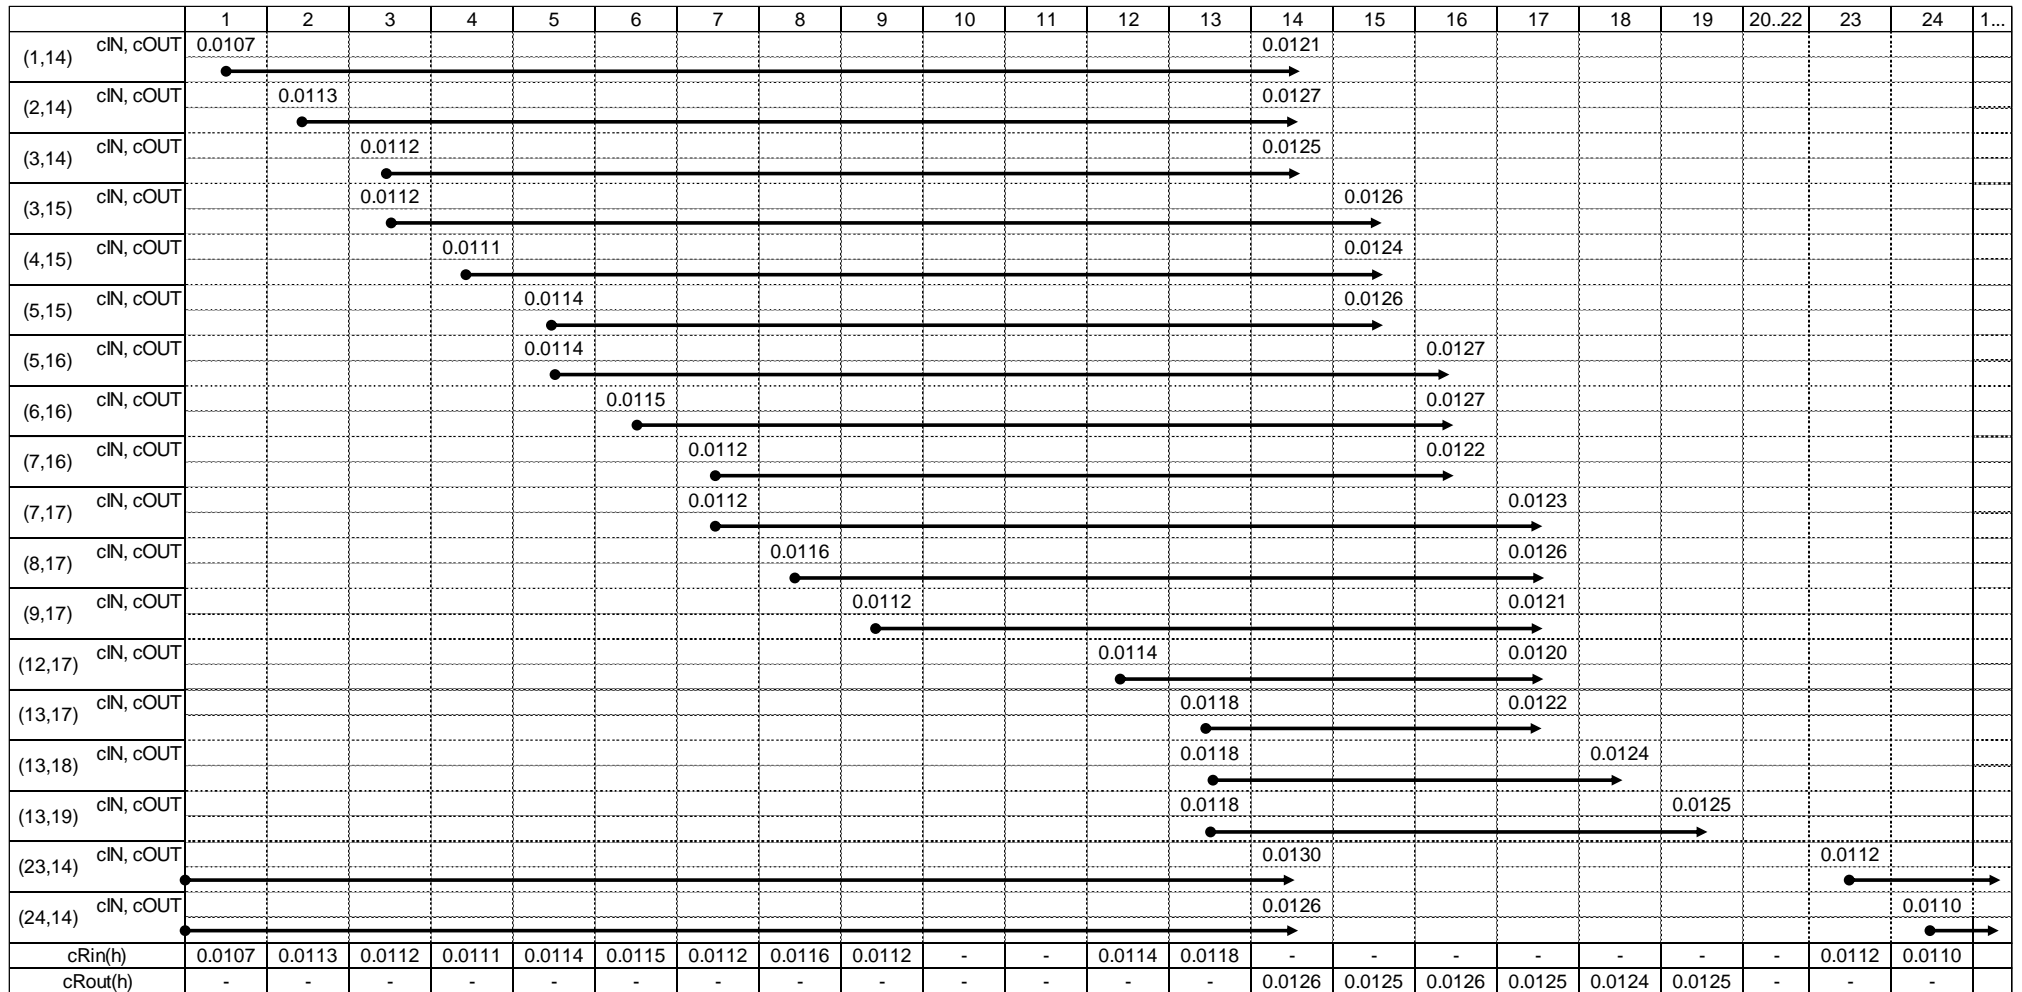 1 2 3 4 5 6 7 8 9 10 11 12 13 14 15 16 17 18 19 20..22 23 24 1...
(1,14) cIN, cOUT 0.0107 0.0121
(2,14) cIN, cOUT 0.0113 0.0127
(3,14) cIN, cOUT 0.0112 0.0125
(3,15) cIN, cOUT 0.0112 0.0126
(4,15) cIN, cOUT 0.0111 0.0124
(5,15) cIN, cOUT 0.0114 0.0126
(5,16) cIN, cOUT 0.0114 0.0127
(6,16) cIN, cOUT 0.0115 0.0127
(7,16) cIN, cOUT 0.0112 0.0122
(7,17) cIN, cOUT 0.0112 0.0123
(8,17) cIN, cOUT 0.0116 0.0126
(9,17) cIN, cOUT 0.0112 0.0121
(12,17) cIN, cOUT 0.0114 0.0120
(13,17) cIN, cOUT 0.0118 0.0122
(13,18) cIN, cOUT 0.0118 0.0124
(13,19) cIN, cOUT 0.0118 0.0125
(23,14) cIN, cOUT 0.0130 0.0112
(24,14) cIN, cOUT 0.0126 0.0110
cRin(h) 0.0107 0.0113 0.0112 0.0111 0.0114 0.0115 0.0112 0.0116 0.0112 - - 0.0114 0.0118 - - - - - - - 0.0112 0.0110
cRout(h) - - - - - - - - - - - - - 0.0126 0.0125 0.0126 0.0125 0.0124 0.0125 - - -